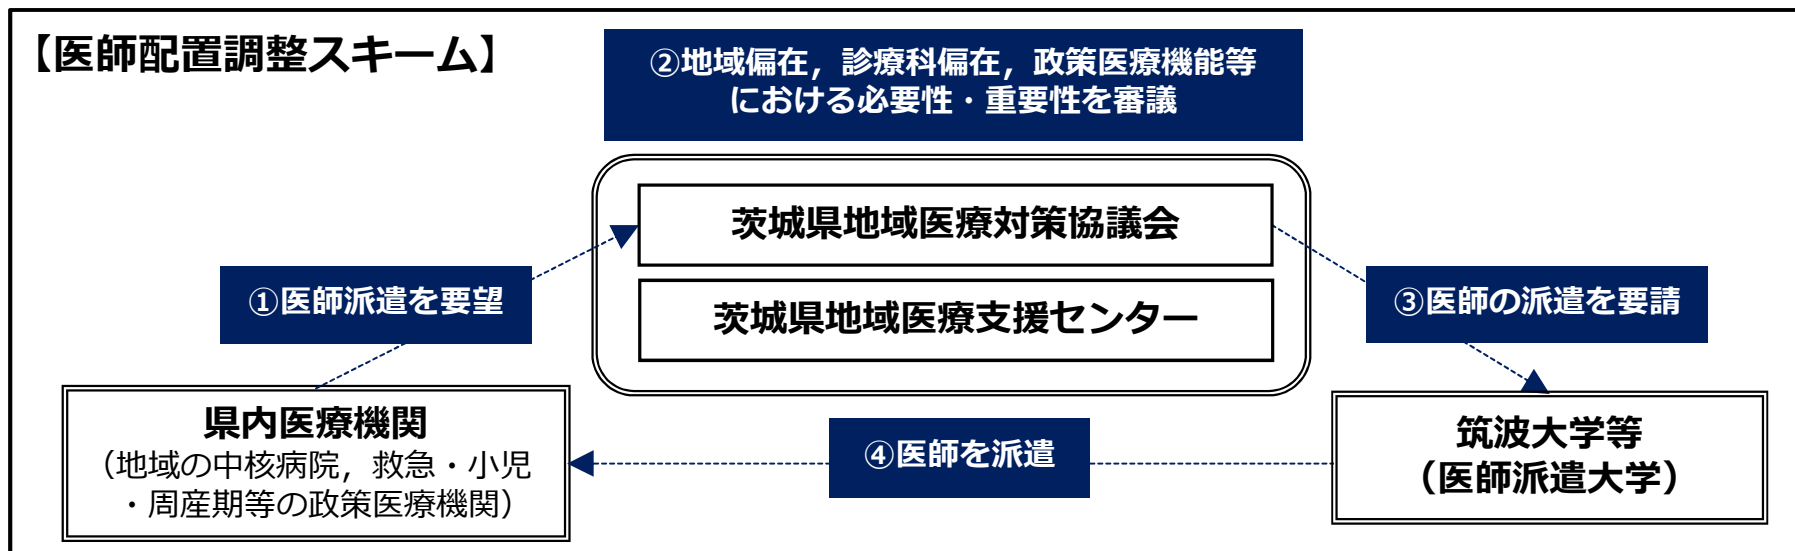 【医師配置調整スキーム】
②地域偏在，診療科偏在，政策医療機能等
における必要性・重要性を審議
茨城県地域医療対策協議会
茨城県地域医療支援センター
①医師派遣を要望
③医師の派遣を要請
県内医療機関
（地域の中核病院，救急・小児
・周産期等の政策医療機関）
④医師を派遣
筑波大学等
（医師派遣大学）